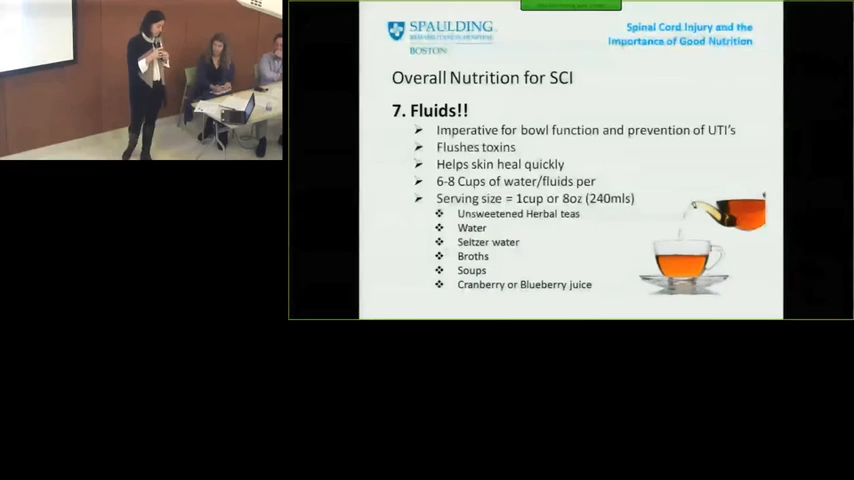 SPAULDING
REHABILITATION HOSPITAL
BOSTON
Spinal Cord Injury and the
Importance of Good Nutrition
Overall Nutrition for SCI
7. Fluids!!
Imperative for bowel function and prevention of UTI's
Flushes toxins
Helps skin heal quickly
6-8 Cups of water/fluids per
Serving size = 1cup or 8oz (240mls)
Unsweetened Herbal teas
Water
Seltzer water
Broths
Soups
Cranberry or Blueberry juice